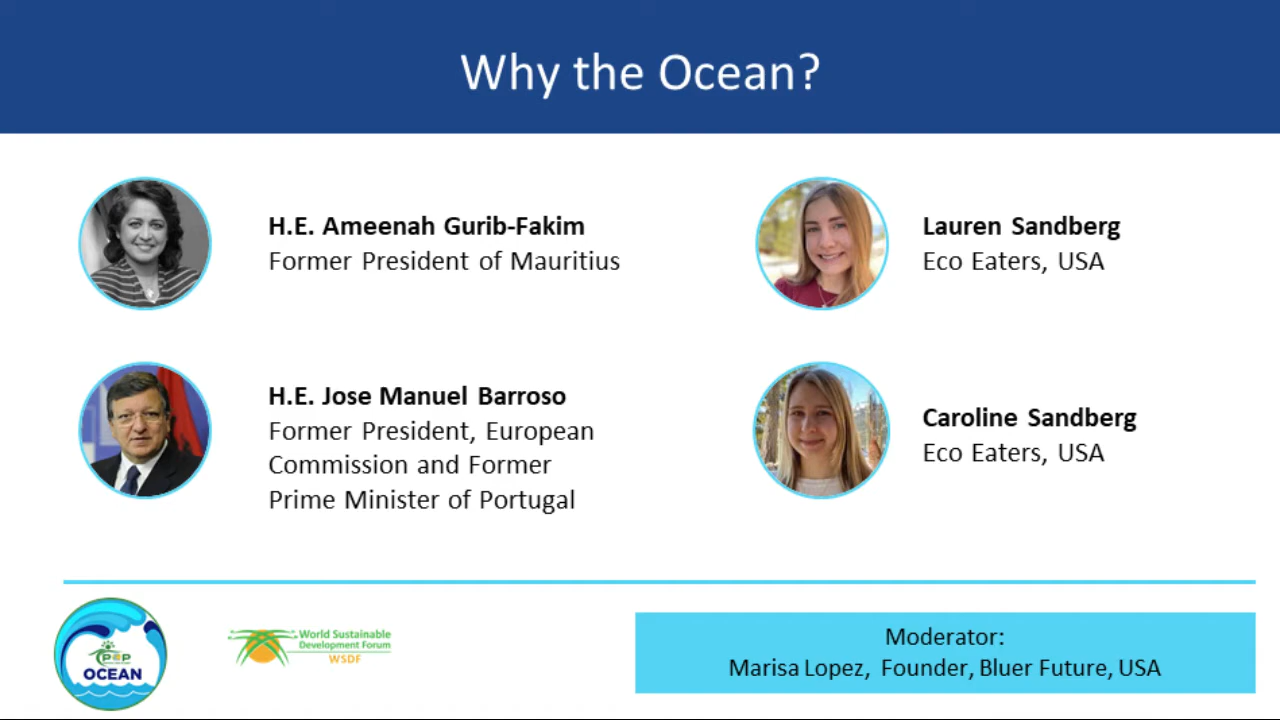 Why the Ocean?
H.E. Ameenah Gurib-Fakim
Former President of Mauritius
Lauren Sandberg
Eco Eaters, USA
H.E. Jose Manuel Barroso
Former President, European
Commission and Former
Prime Minister of Portugal
Caroline Sandberg
Eco Eaters, USA
POP
OCEAN
World Sustainable
Development Forum
WSDF
Moderator:
Marisa Lopez, Founder, Bluer Future, USA